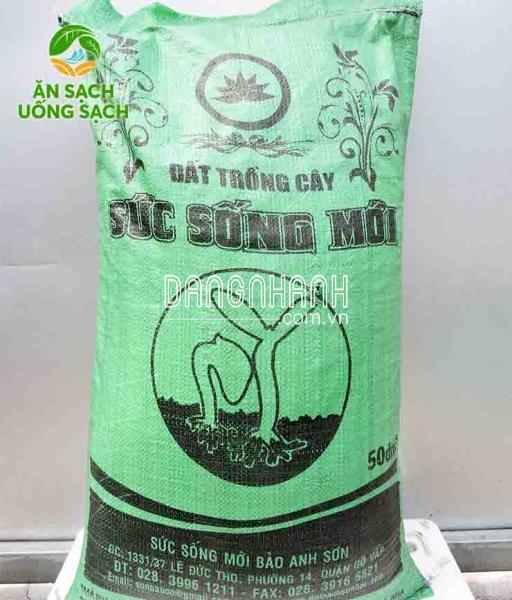 ĂN SẠCH
UỐNG SẠCH
ĐẤT TRỒNG CÂY
SỨC SỐNG MỚI
DANGNHANH
.com.vn
50dm³
SỨC SỐNG MỚI BẢO ANH SƠN
ĐC: 1331/37 LÊ ĐỨC THỌ, PHƯỜNG 14, QUẬN GÒ VẤP
ĐT: 028. 3996 1211 - FAX: 028. 3916 5821
Email: